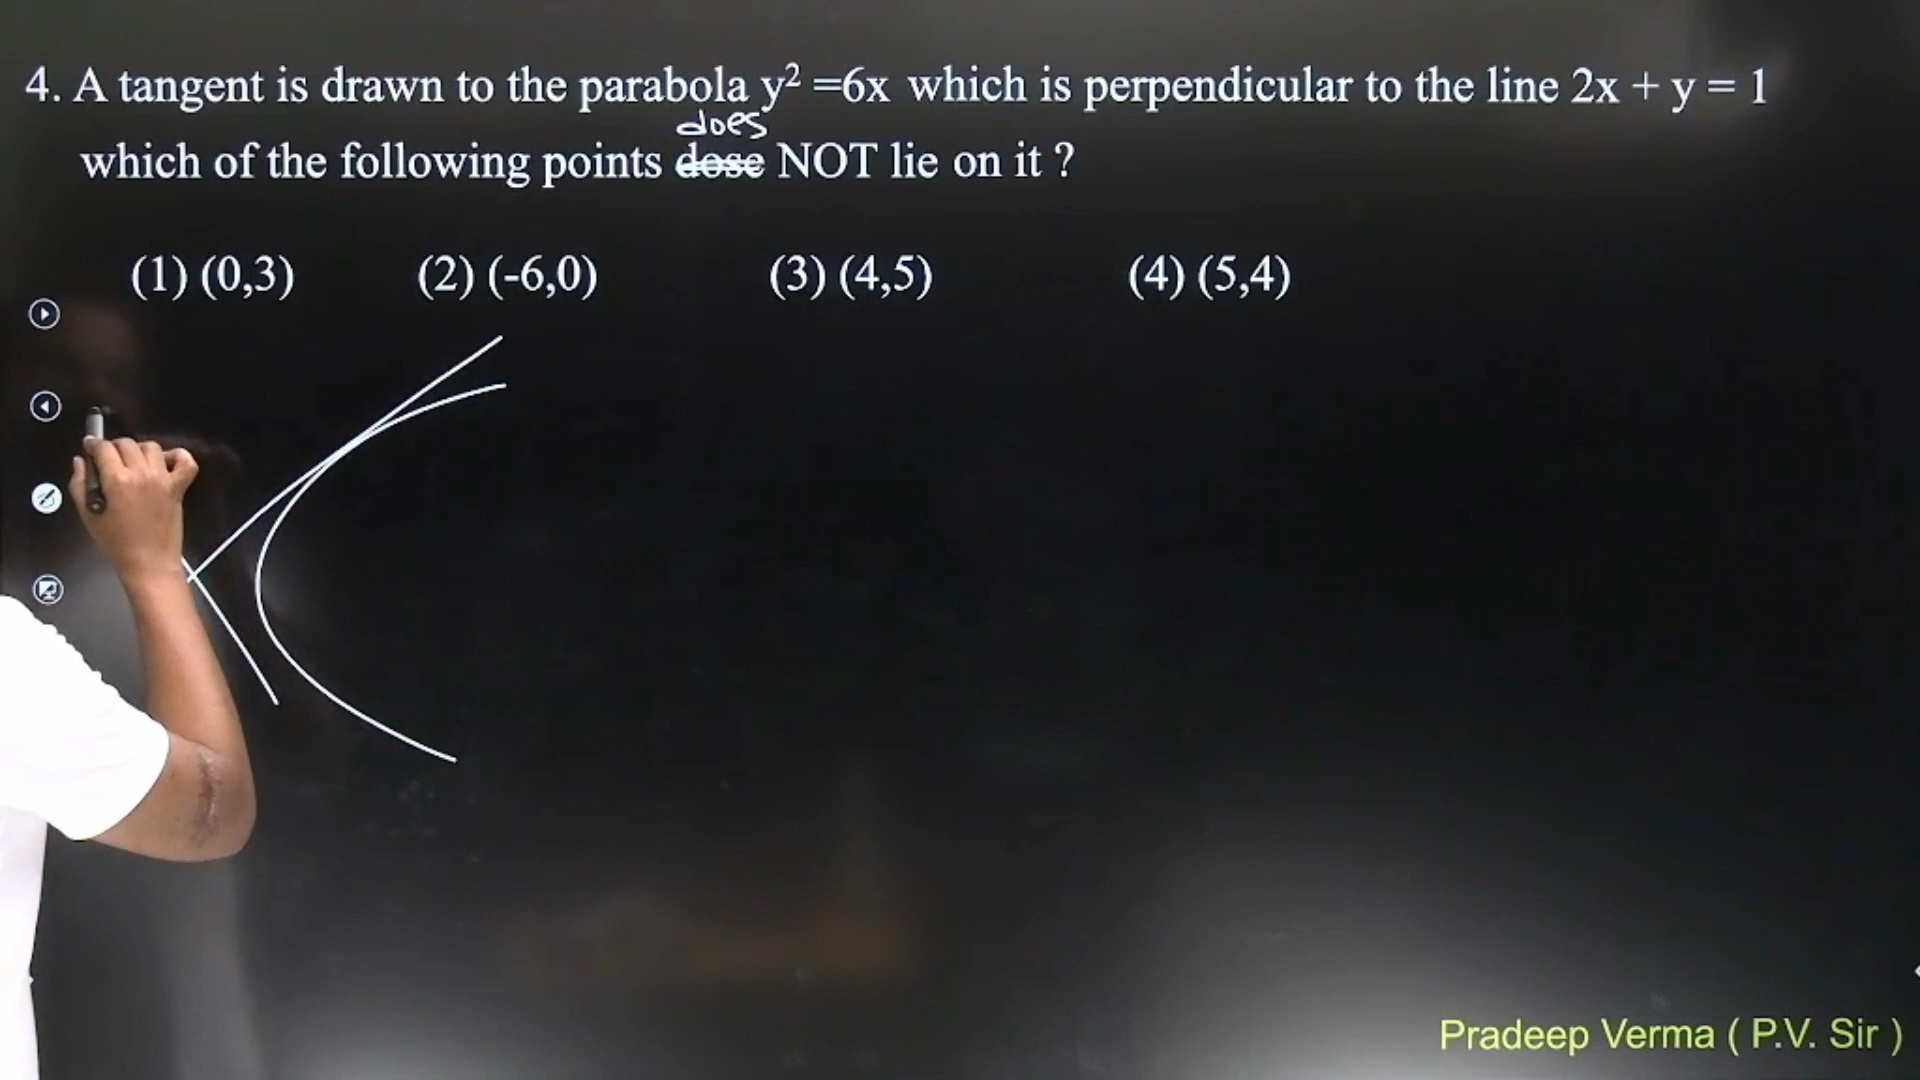 4. A tangent is drawn to the parabola y² =6x which is perpendicular to the line 2x + y = 1
does
which of the following points dose NOT lie on it ?
(1) (0,3) (2) (-6,0) (3) (4,5) (4) (5,4)
Pradeep Verma ( P.V. Sir )